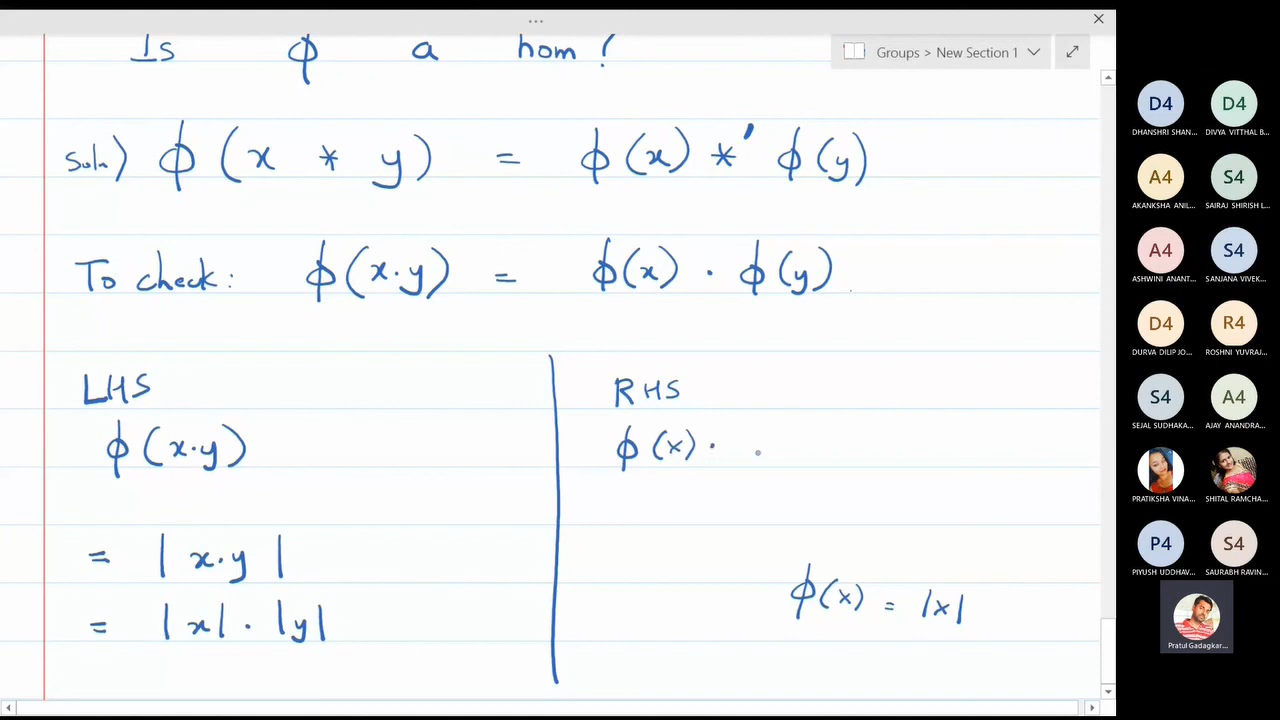 ...
Groups > New Section 1
Is ϕ a hom?
Soln) ϕ(x * y) = ϕ(x) *' ϕ(y)
To check: ϕ(x·y) = ϕ(x) · ϕ(y).
LHS
ϕ(x·y)
= |x·y|
= |x| · |y|
RHS
ϕ(x) ·
ϕ(x) = |x|
D4 D4
DHANSHRI SHAN... DIVYA VITTHAL B...
A4 S4
AKANKSHA ANIL... SAIRAJ SHIRISH L...
A4 S4
ASHWINI ANANT... SANJANA VIVEK...
D4 R4
DURVA DILIP JO... ROSHNI YUVRAJ...
S4 A4
SEJAL SUDHAKA... AJAY ANANDRA...
PRATIKSHA VINA... SHITAL RAMCHA...
P4 S4
PIYUSH UDDHAV... SAURABH RAVIN...
Pratul Gadagkar...